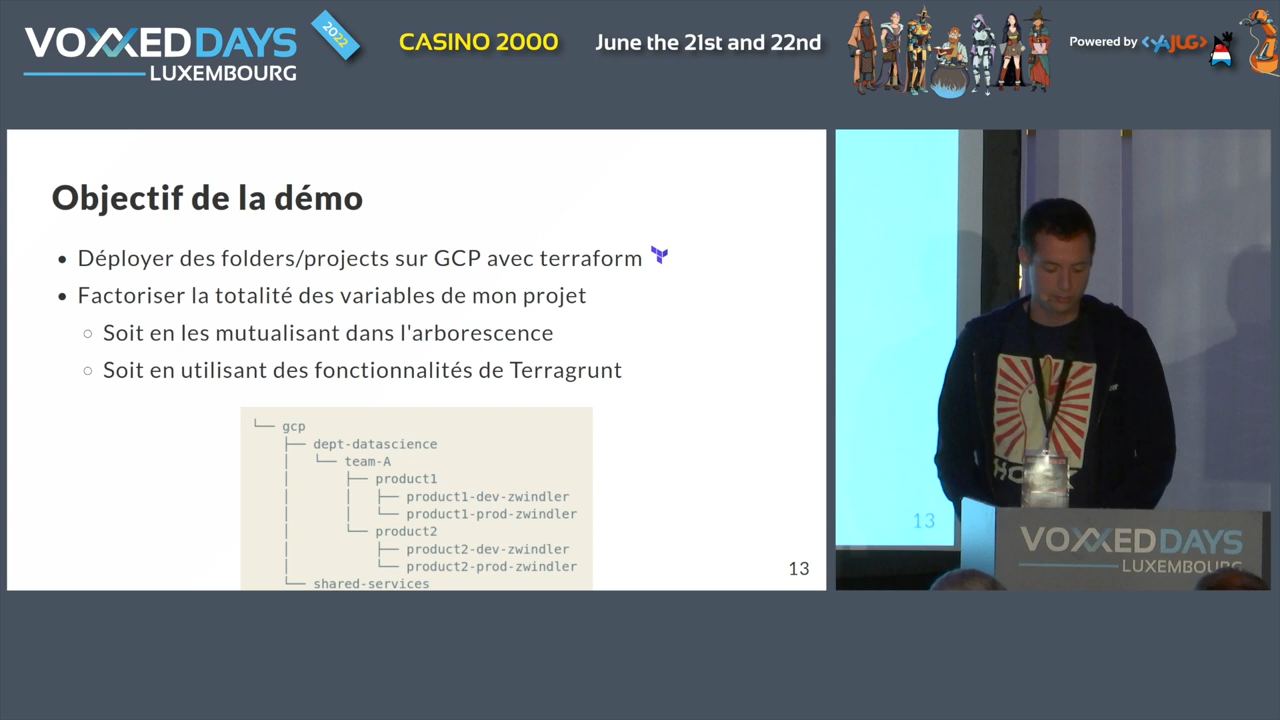 VOXXEDDAYS
LUXEMBOURG
2022
CASINO 2000
June the 21st and 22nd
Powered by <YAJUG>
Objectif de la démo
• Déployer des folders/projects sur GCP avec terraform
• Factoriser la totalité des variables de mon projet
○ Soit en les mutualisant dans l'arborescence
○ Soit en utilisant des fonctionnalités de Terragrunt
└── gcp
├── dept-datascience
│ └── team-A
│ ├── product1
│ │ ├── product1-dev-zwindler
│ │ └── product1-prod-zwindler
│ └── product2
│ ├── product2-dev-zwindler
│ └── product2-prod-zwindler
└── shared-services
13
13
VOXXEDDAYS
LUXEMBOURG